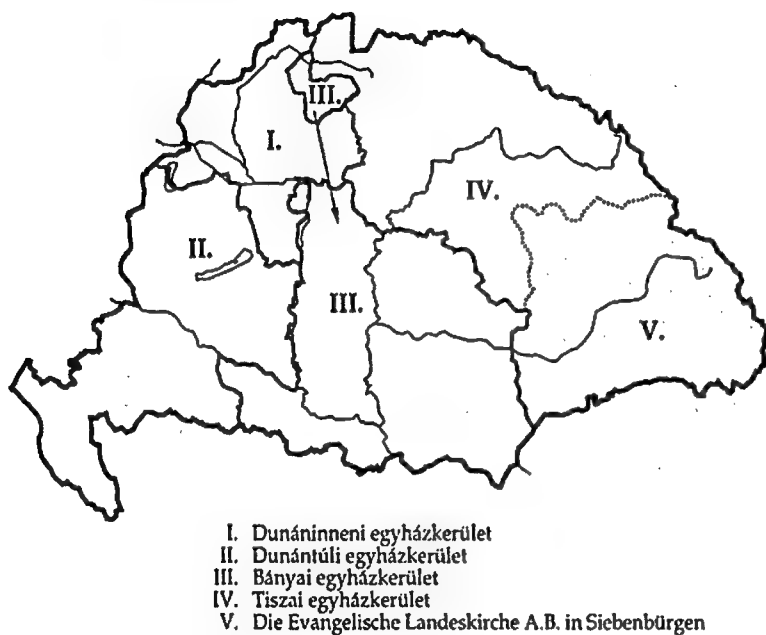 III.
I.
IV.
II.
III.
V.
I. Dunáninneni egyházkerület
II. Dunántúli egyházkerület
III. Bányai egyházkerület
IV. Tiszai egyházkerület
V. Die Evangelische Landeskirche A.B. in Siebenbürgen